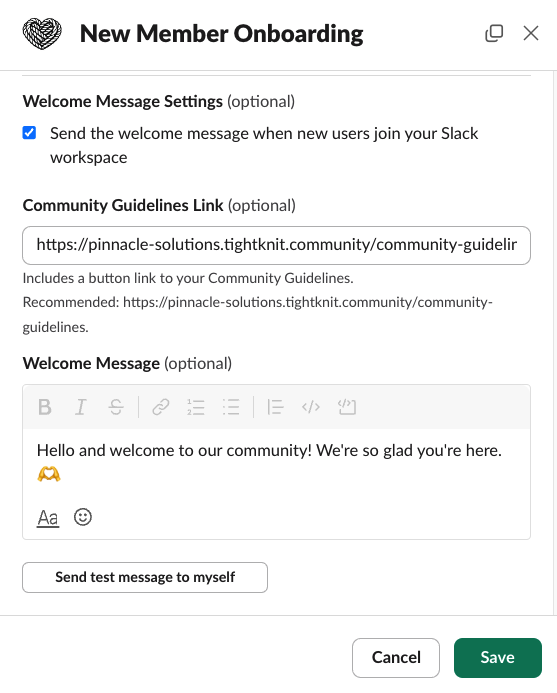 New Member Onboarding
Welcome Message Settings (optional)
Send the welcome message when new users join your Slack
workspace
Community Guidelines Link (optional)
https://pinnacle-solutions.tightknit.community/community-guidelir
Includes a button link to your Community Guidelines.
Recommended: https://pinnacle-solutions.tightknit.community/community-
guidelines.
Welcome Message (optional)
B I S
Hello and welcome to our community! We're so glad you're here.
🫶
Aa
Send test message to myself
Cancel Save